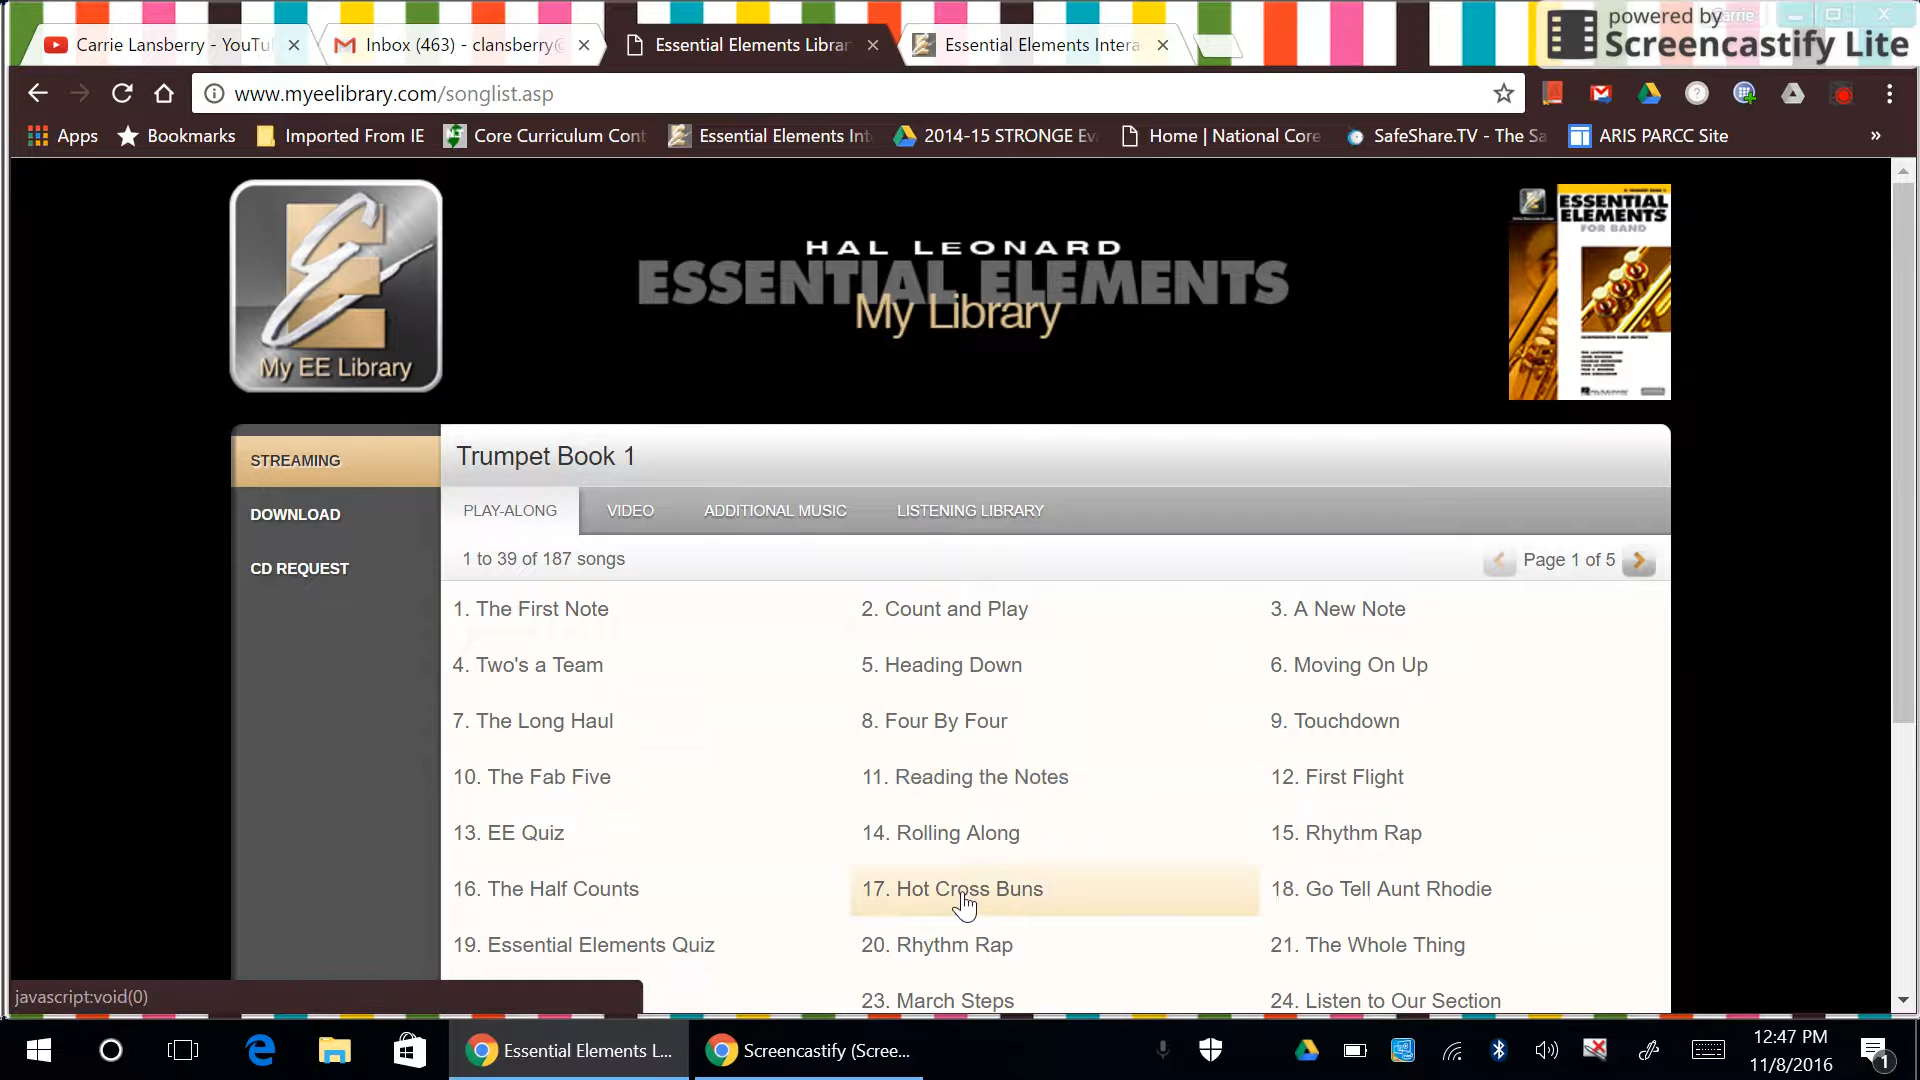 powered by
Screencastify Lite
Carrie Lansberry - YouTu
Inbox (463) - clansberry@
Essential Elements Librar
Essential Elements Intera
www.myeelibrary.com/songlist.asp
Apps
Bookmarks
Imported From IE
Core Curriculum Cont
Essential Elements Int
2014-15 STRONGE Ev
Home | National Core
SafeShare.TV - The Sa
ARIS PARCC Site
»
My EE Library
HAL LEONARD
ESSENTIAL ELEMENTS
My Library
ESSENTIAL
ELEMENTS
FOR BAND
STREAMING
DOWNLOAD
CD REQUEST
Trumpet Book 1
PLAY-ALONG
VIDEO
ADDITIONAL MUSIC
LISTENING LIBRARY
1 to 39 of 187 songs
Page 1 of 5
1. The First Note
2. Count and Play
3. A New Note
4. Two's a Team
5. Heading Down
6. Moving On Up
7. The Long Haul
8. Four By Four
9. Touchdown
10. The Fab Five
11. Reading the Notes
12. First Flight
13. EE Quiz
14. Rolling Along
15. Rhythm Rap
16. The Half Counts
17. Hot Cross Buns
18. Go Tell Aunt Rhodie
19. Essential Elements Quiz
20. Rhythm Rap
21. The Whole Thing
23. March Steps
24. Listen to Our Section
javascript:void(0)
Essential Elements L...
Screencastify (Scree...
12:47 PM
11/8/2016
1